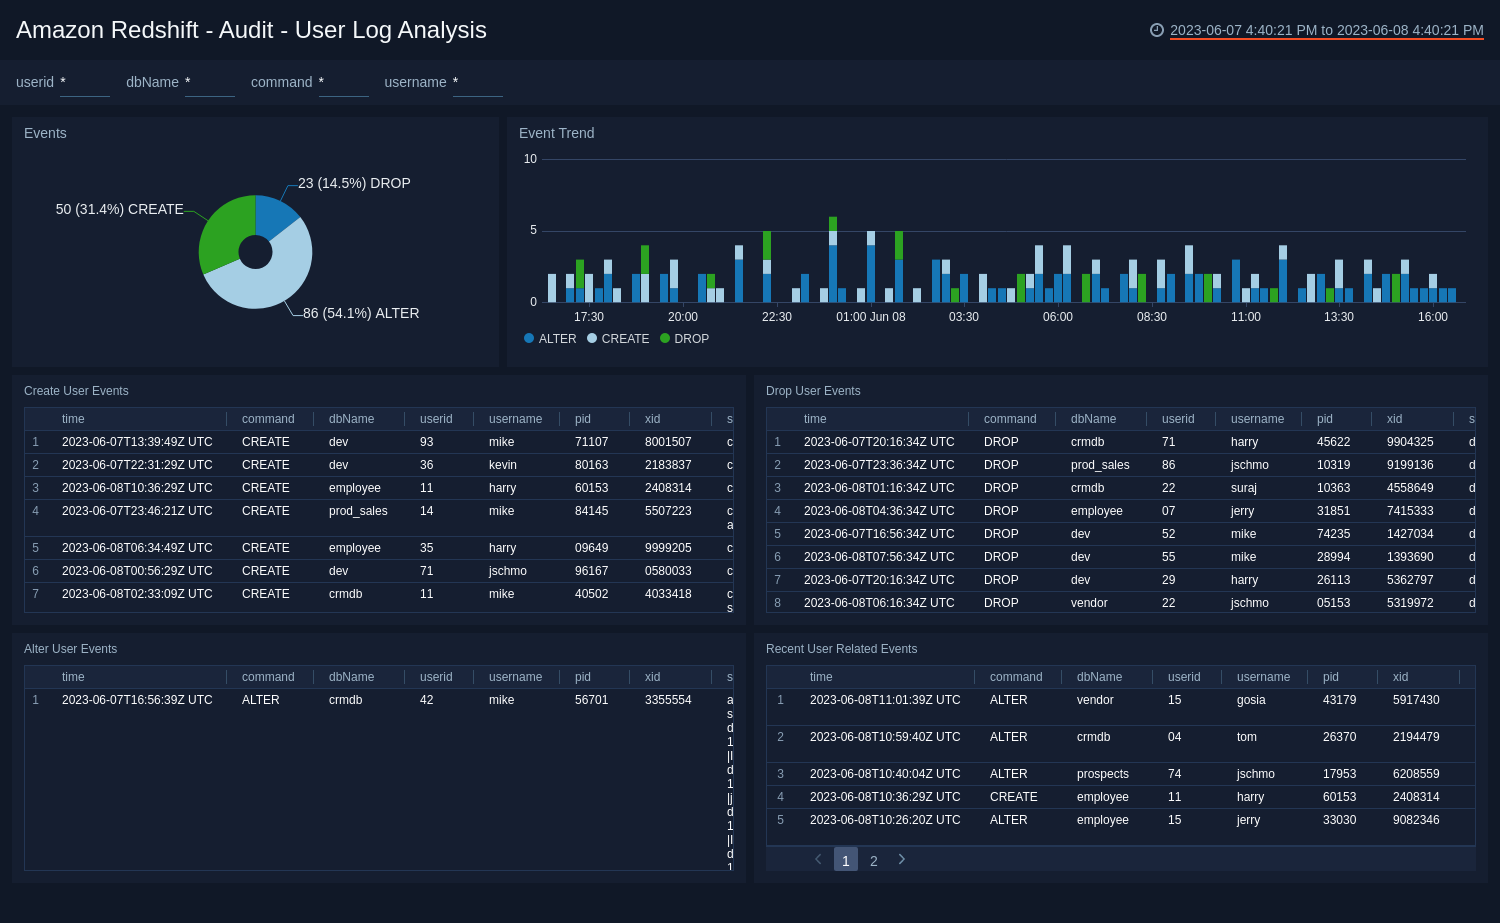 Amazon Redshift - Audit - User Log Analysis
2023-06-07 4:40:21 PM to 2023-06-08 4:40:21 PM
userid * dbName * command * username *
Events
23 (14.5%) DROP
50 (31.4%) CREATE
86 (54.1%) ALTER
Event Trend
10
5
0
17:30 20:00 22:30 01:00 Jun 08 03:30 06:00 08:30 11:00 13:30 16:00
ALTER CREATE DROP
Create User Events
time command dbName userid username pid xid s
1 2023-06-07T13:39:49Z UTC CREATE dev 93 mike 71107 8001507 c
2 2023-06-07T22:31:29Z UTC CREATE dev 36 kevin 80163 2183837 c
3 2023-06-08T10:36:29Z UTC CREATE employee 11 harry 60153 2408314 c
4 2023-06-07T23:46:21Z UTC CREATE prod_sales 14 mike 84145 5507223 c
a
5 2023-06-08T06:34:49Z UTC CREATE employee 35 harry 09649 9999205 c
6 2023-06-08T00:56:29Z UTC CREATE dev 71 jschmo 96167 0580033 c
7 2023-06-08T02:33:09Z UTC CREATE crmdb 11 mike 40502 4033418 c
s
Drop User Events
time command dbName userid username pid xid s
1 2023-06-07T20:16:34Z UTC DROP crmdb 71 harry 45622 9904325 d
2 2023-06-07T23:36:34Z UTC DROP prod_sales 86 jschmo 10319 9199136 d
3 2023-06-08T01:16:34Z UTC DROP crmdb 22 suraj 10363 4558649 d
4 2023-06-08T04:36:34Z UTC DROP employee 07 jerry 31851 7415333 d
5 2023-06-07T16:56:34Z UTC DROP dev 52 mike 74235 1427034 d
6 2023-06-08T07:56:34Z UTC DROP dev 55 mike 28994 1393690 d
7 2023-06-07T20:16:34Z UTC DROP dev 29 harry 26113 5362797 d
8 2023-06-08T06:16:34Z UTC DROP vendor 22 jschmo 05153 5319972 d
Alter User Events
time command dbName userid username pid xid s
1 2023-06-07T16:56:39Z UTC ALTER crmdb 42 mike 56701 3355554 a
s
d
1
|l
d
1
|j
d
1
|l
d
1
Recent User Related Events
time command dbName userid username pid xid
1 2023-06-08T11:01:39Z UTC ALTER vendor 15 gosia 43179 5917430
2 2023-06-08T10:59:40Z UTC ALTER crmdb 04 tom 26370 2194479
3 2023-06-08T10:40:04Z UTC ALTER prospects 74 jschmo 17953 6208559
4 2023-06-08T10:36:29Z UTC CREATE employee 11 harry 60153 2408314
5 2023-06-08T10:26:20Z UTC ALTER employee 15 jerry 33030 9082346
1 2